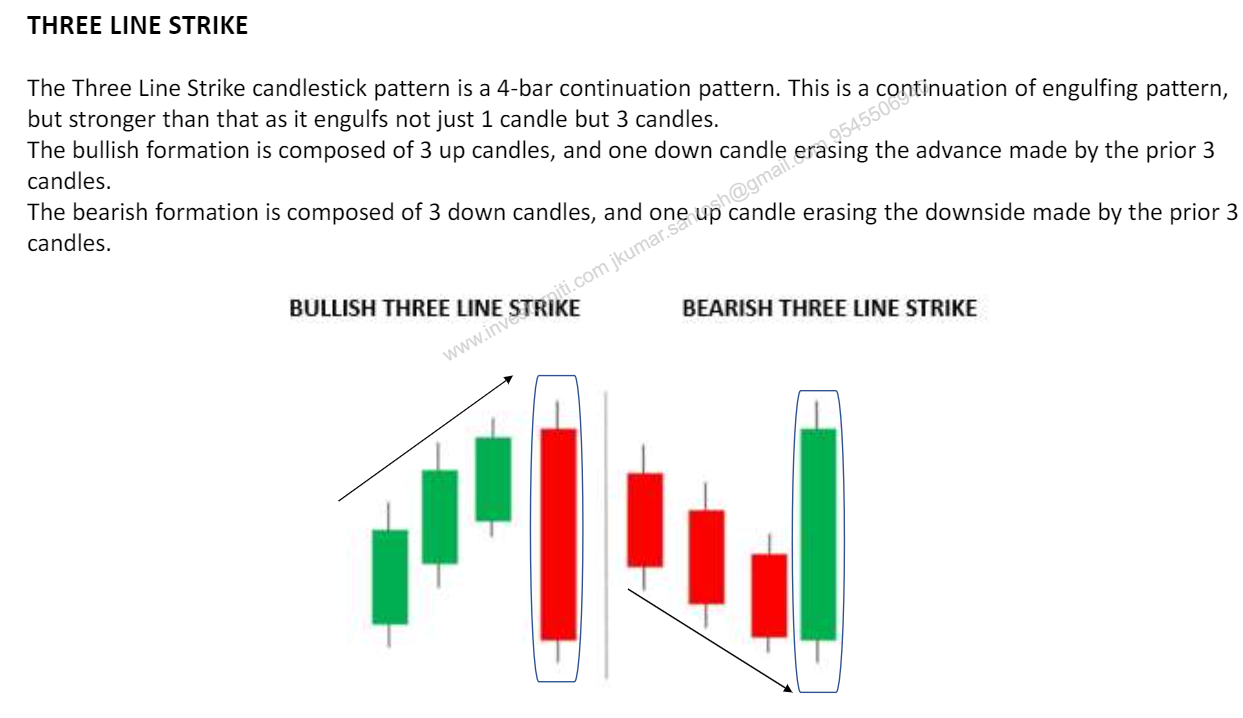 THREE LINE STRIKE
The Three Line Strike candlestick pattern is a 4-bar continuation pattern. This is a continuation of engulfing pattern,
but stronger than that as it engulfs not just 1 candle but 3 candles.
The bullish formation is composed of 3 up candles, and one down candle erasing the advance made by the prior 3
candles.
The bearish formation is composed of 3 down candles, and one up candle erasing the downside made by the prior 3
candles.
BULLISH THREE LINE STRIKE
BEARISH THREE LINE STRIKE